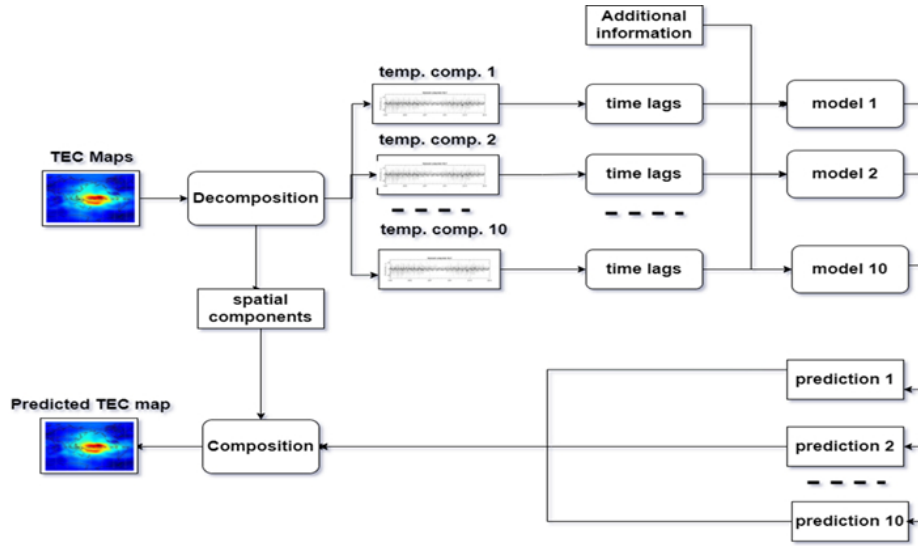 Additional
information
temp. comp. 1
time lags
model 1
temp. comp. 2
time lags
model 2
TEC Maps
Decomposition
temp. comp. 10
time lags
model 10
spatial
components
prediction 1
Predicted TEC map
Composition
prediction 2
prediction 10